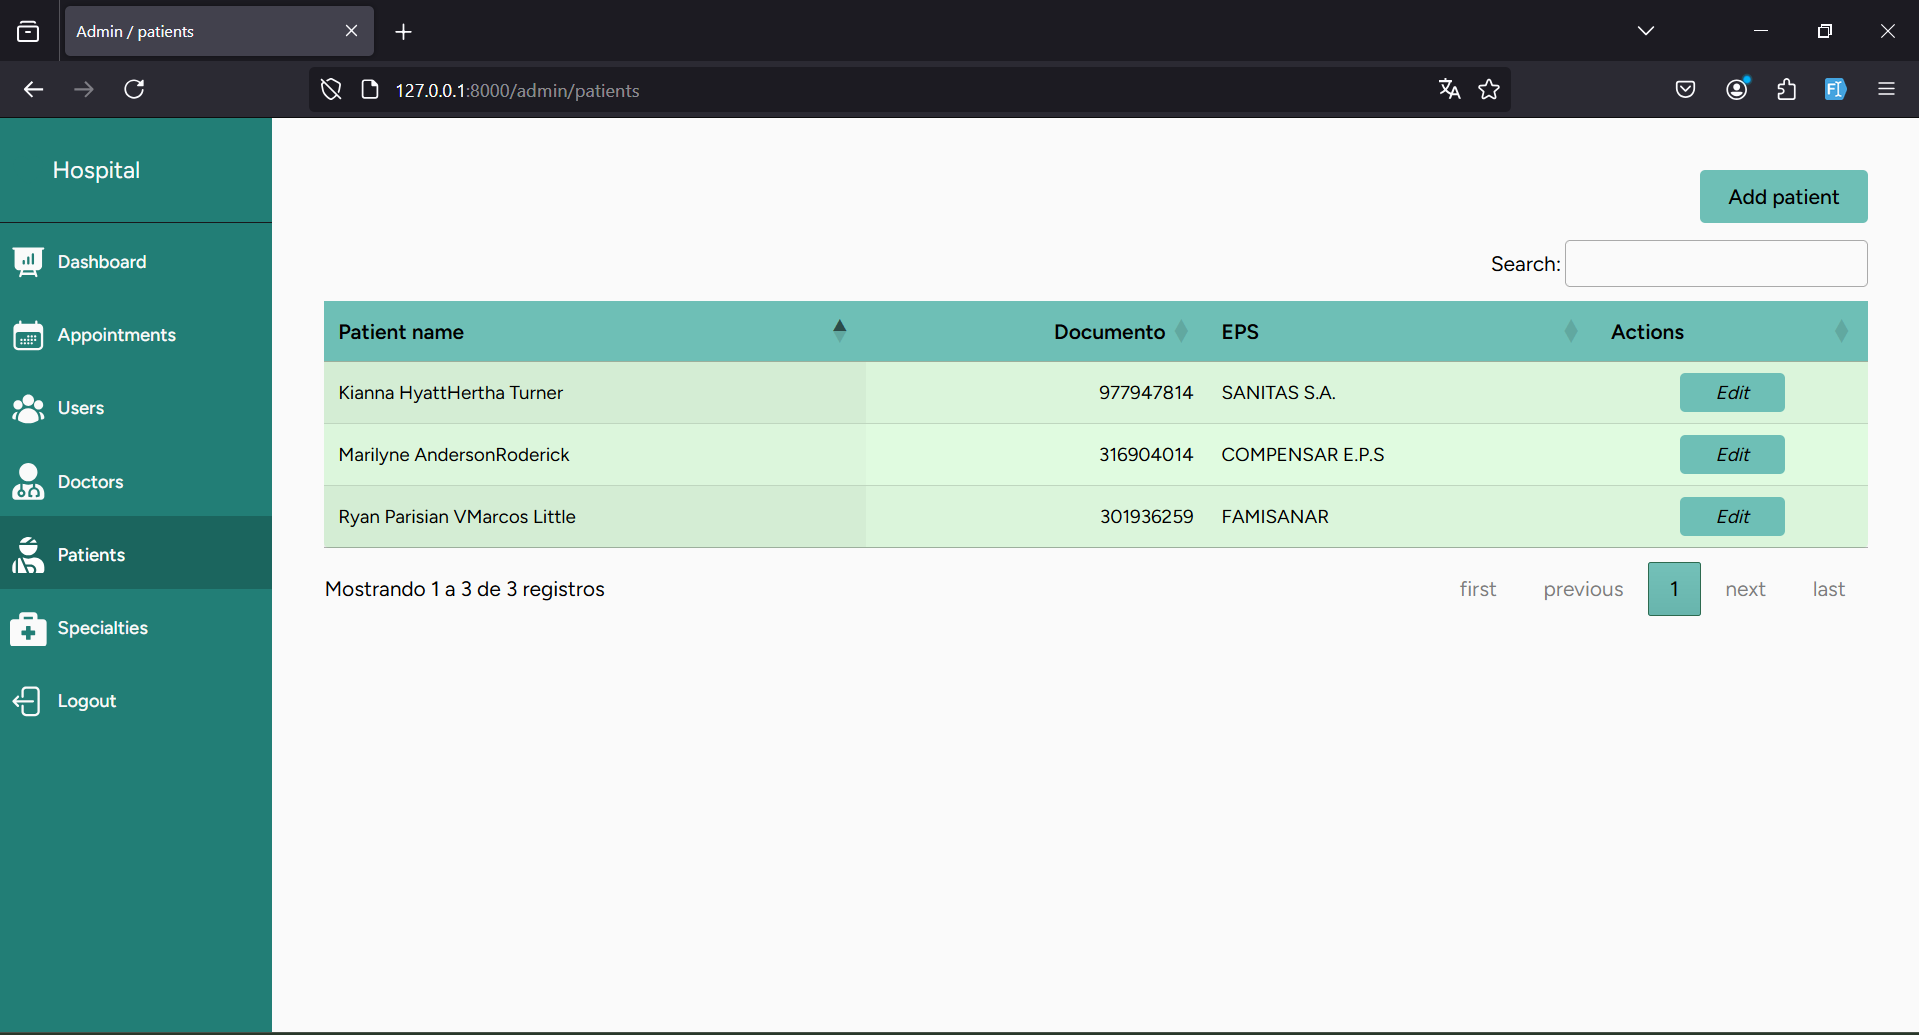 Admin / patients
127.0.0.1:8000/admin/patients
Hospital
Dashboard
Appointments
Users
Doctors
Patients
Specialties
Logout
Add patient
Search:
Patient name Documento EPS Actions
Kianna HyattHertha Turner 977947814 SANITAS S.A. Edit
Marilyne AndersonRoderick 316904014 COMPENSAR E.P.S Edit
Ryan Parisian VMarcos Little 301936259 FAMISANAR Edit
Mostrando 1 a 3 de 3 registros
first previous 1 next last